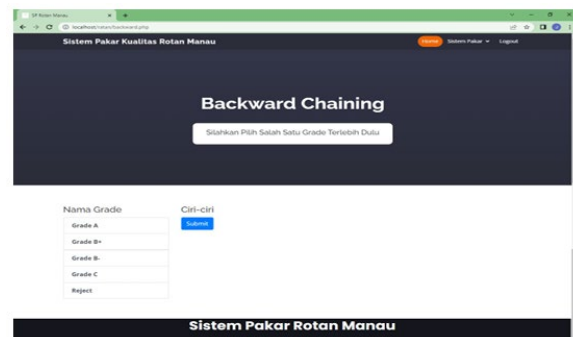 SP Rotan Manau
localhost/rotan/backward.php
Sistem Pakar Kualitas Rotan Manau
Home
Sistem Pakar
Logout
Backward Chaining
Silahkan Pilih Salah Satu Grade Terlebih Dulu
Nama Grade
Ciri-ciri
Grade A
Submit
Grade B+
Grade B-
Grade C
Reject
Sistem Pakar Rotan Manau